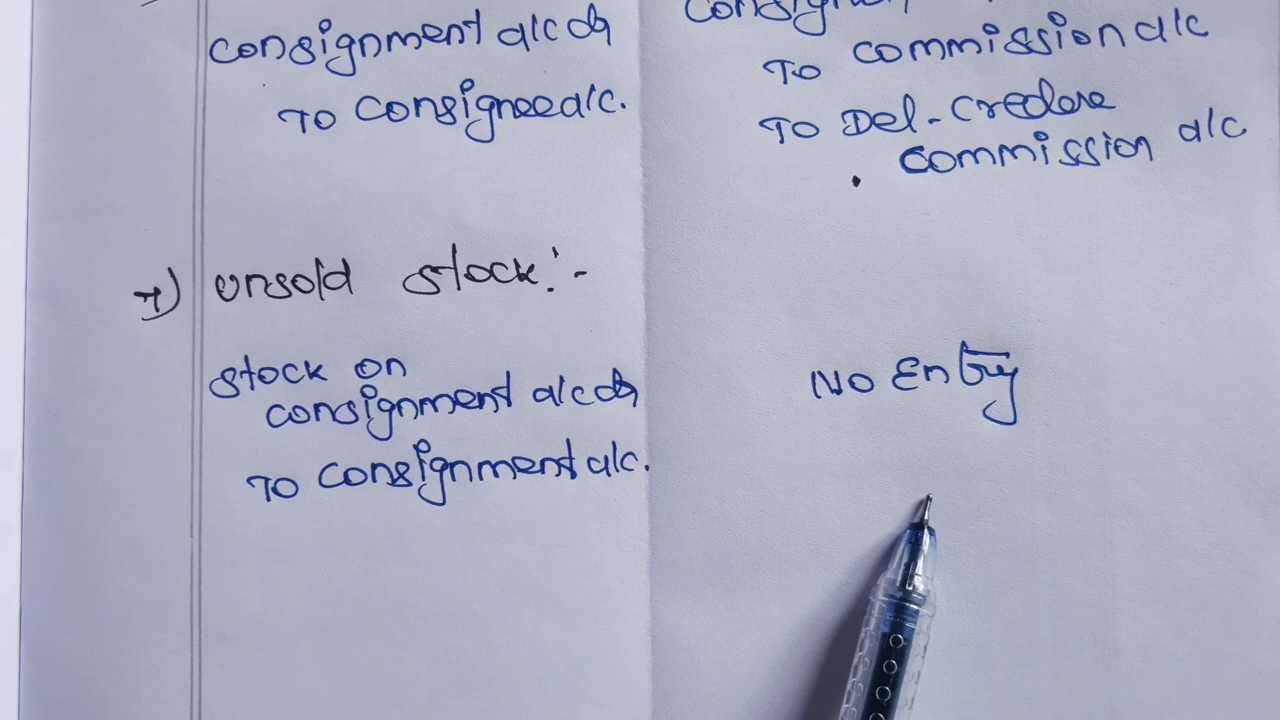 consignment a/c dr
To consignee a/c.
consign
To commission a/c
To Del-credere
commission a/c
7) unsold stock:-
stock on
consignment a/c dr
To consignment a/c.
No Entry